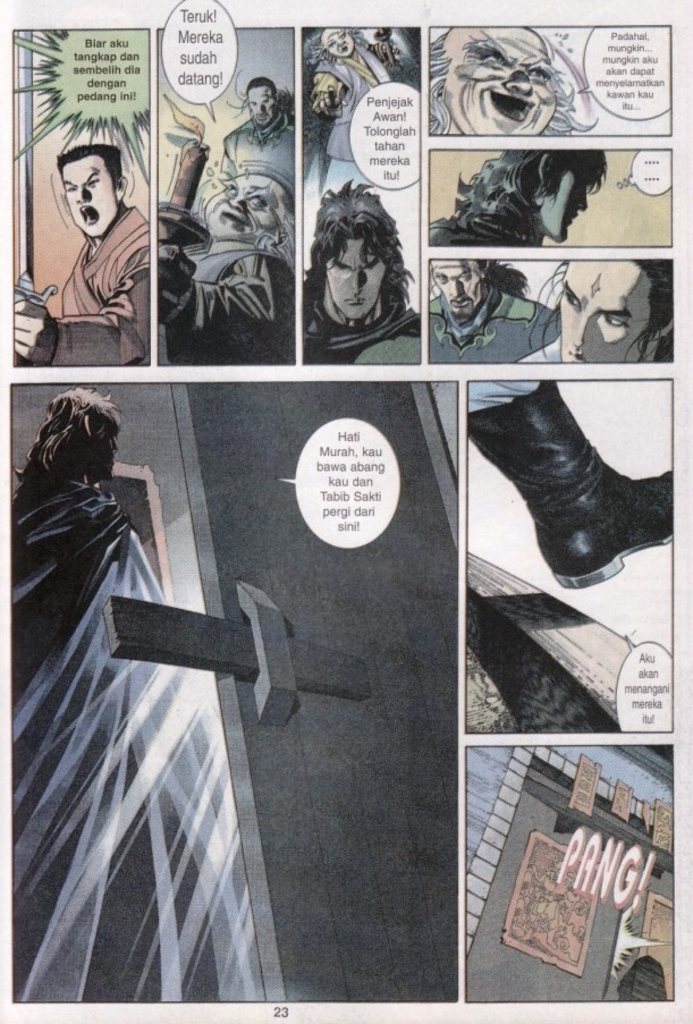 Biar aku
tangkap dan
sembelih dia
dengan
pedang ini!
Teruk!
Mereka
sudah
datang!
Penjejak
Awan!
Tolonglah
tahan
mereka
itu!
Padahal,
mungkin...
mungkin aku
akan dapat
menyelamatkan
kawan kau
itu...
....
....
Hati
Murah, kau
bawa abang
kau dan
Tabib Sakti
pergi dari
sini!
Aku
akan
menangani
mereka
itu!
PANG!
23